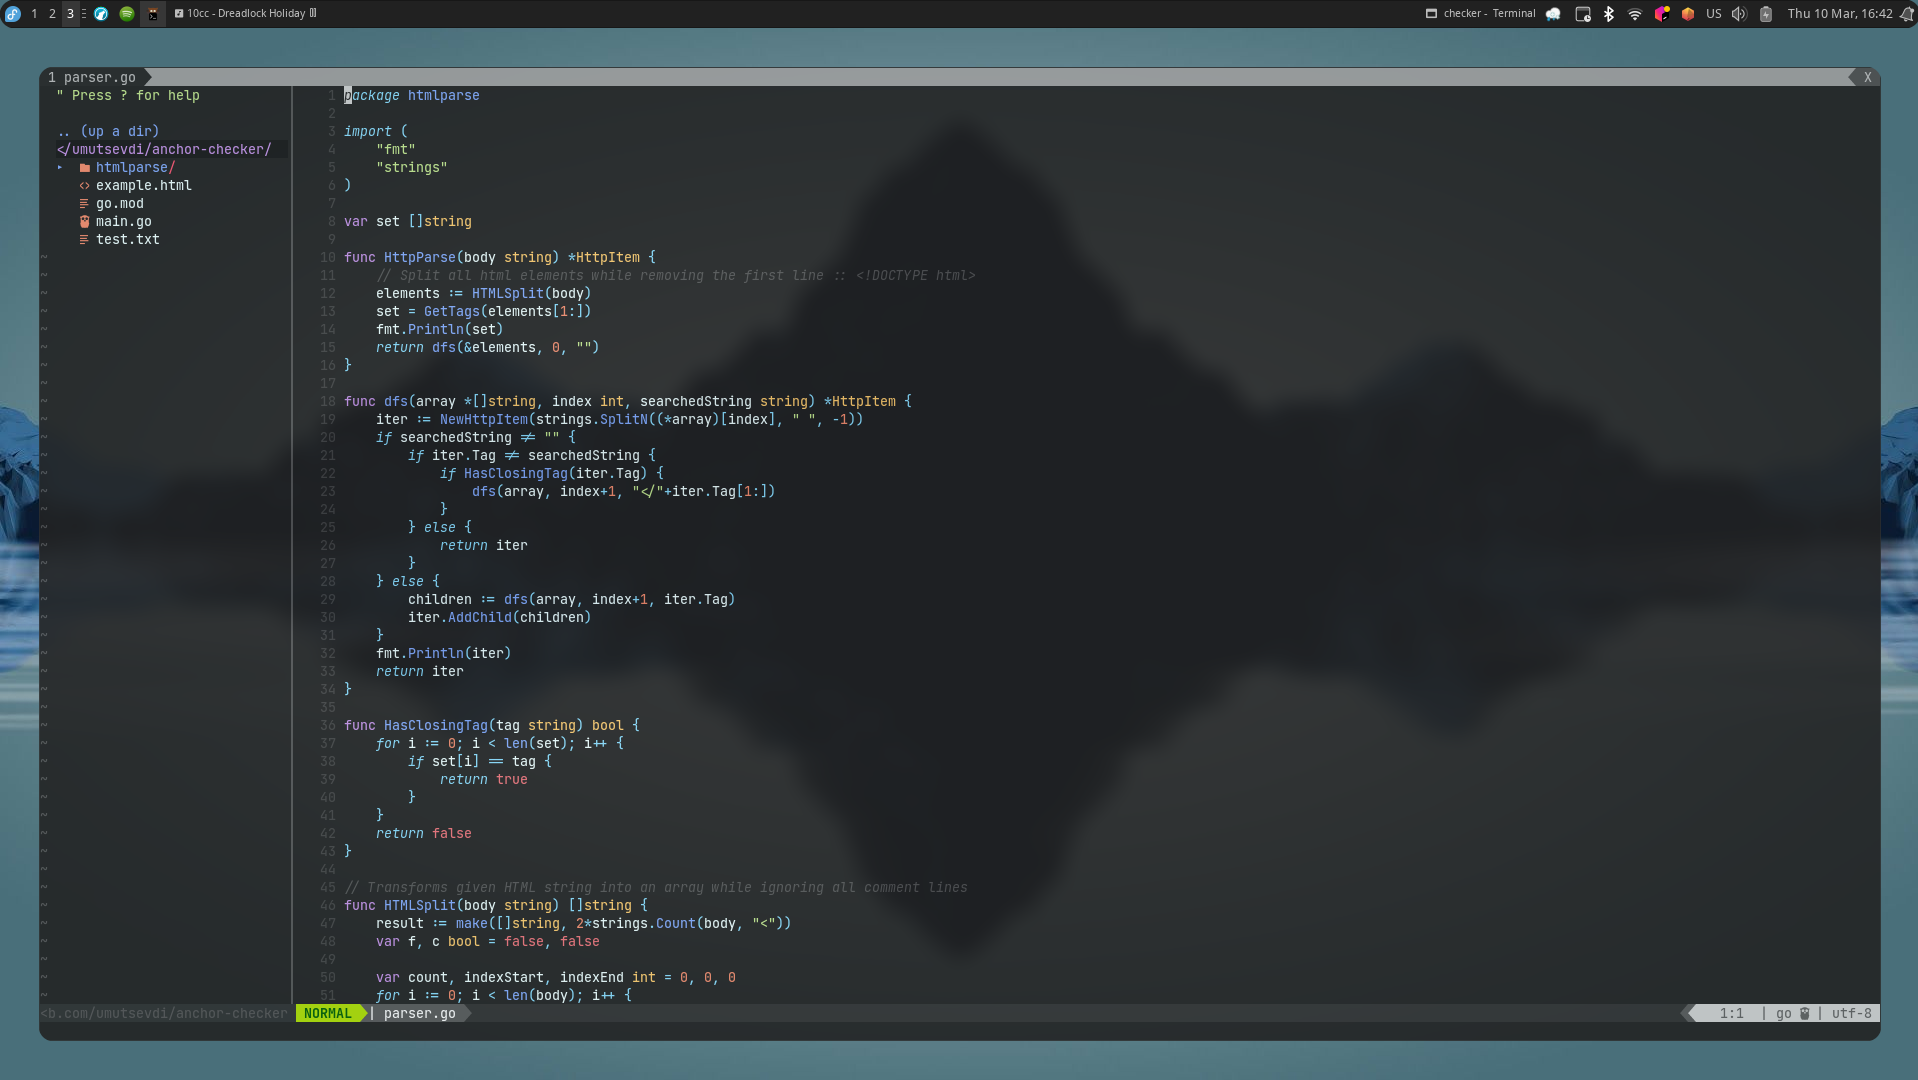 1 2 3 10cc - Dreadlock Holiday checker - Terminal US Thu 10 Mar, 16:42
1 parser.go X
" Press ? for help
.. (up a dir)
</umutsevdi/anchor-checker/
▸ htmlparse/
<> example.html
go.mod
main.go
test.txt
1 package htmlparse
2
3 import (
4     "fmt"
5     "strings"
6 )
7
8 var set []string
9
10 func HttpParse(body string) *HttpItem {
11     // Split all html elements while removing the first line :: <!DOCTYPE html>
12     elements := HTMLSplit(body)
13     set = GetTags(elements[1:])
14     fmt.Println(set)
15     return dfs(&elements, 0, "")
16 }
17
18 func dfs(array *[]string, index int, searchedString string) *HttpItem {
19     iter := NewHttpItem(strings.SplitN((*array)[index], " ", -1))
20     if searchedString != "" {
21         if iter.Tag != searchedString {
22             if HasClosingTag(iter.Tag) {
23                 dfs(array, index+1, "</"+iter.Tag[1:])
24             }
25         } else {
26             return iter
27         }
28     } else {
29         children := dfs(array, index+1, iter.Tag)
30         iter.AddChild(children)
31     }
32     fmt.Println(iter)
33     return iter
34 }
35
36 func HasClosingTag(tag string) bool {
37     for i := 0; i < len(set); i++ {
38         if set[i] == tag {
39             return true
40         }
41     }
42     return false
43 }
44
45 // Transforms given HTML string into an array while ignoring all comment lines
46 func HTMLSplit(body string) []string {
47     result := make([]string, 2*strings.Count(body, "<"))
48     var f, c bool = false, false
49
50     var count, indexStart, indexEnd int = 0, 0, 0
51     for i := 0; i < len(body); i++ {
<b.com/umutsevdi/anchor-checker NORMAL | parser.go 1:1 | go | utf-8